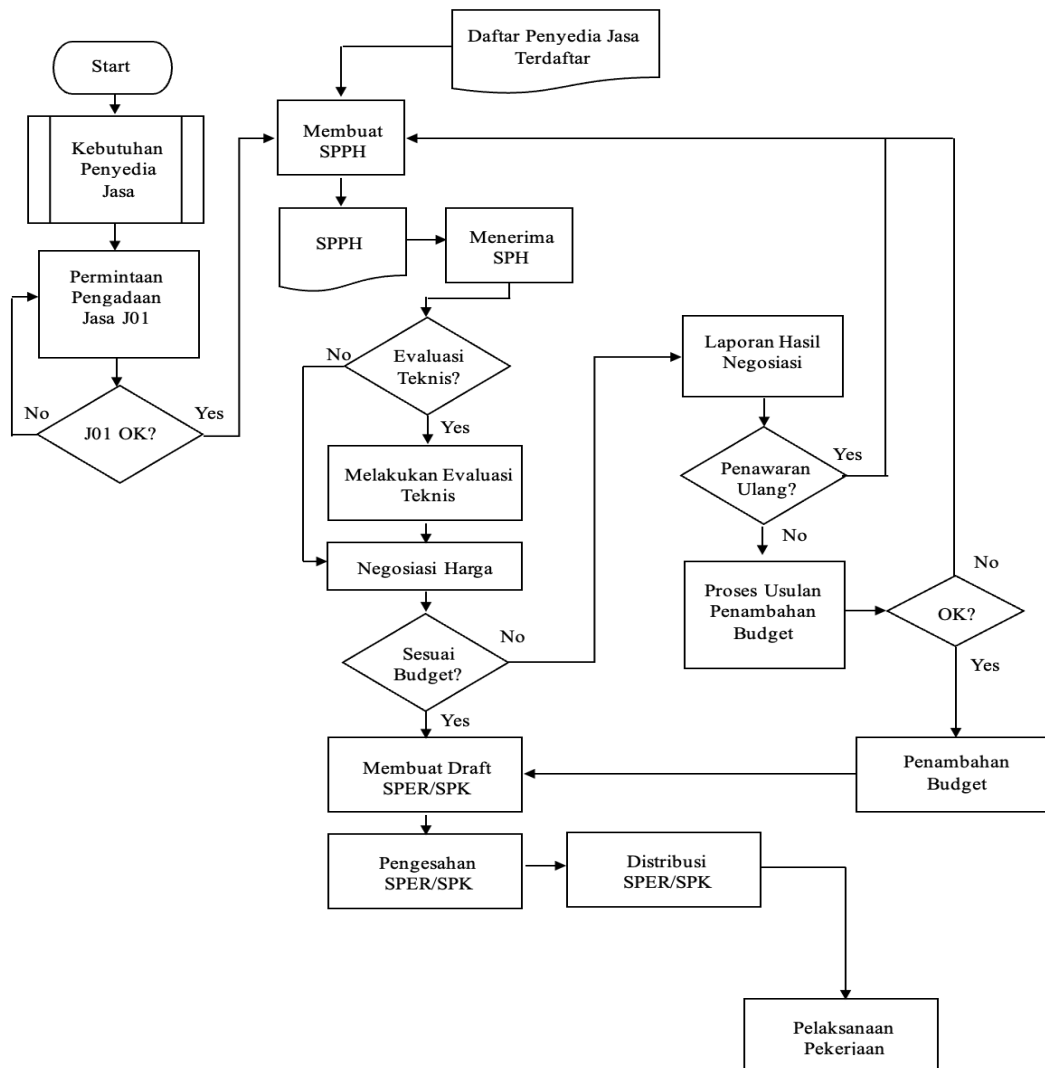 Start
Kebutuhan
Penyedia
Jasa
Permintaan
Pengadaan
Jasa J01
No
J01 OK?
Yes
Daftar Penyedia Jasa
Terdaftar
Membuat
SPPH
SPPH
Menerima
SPH
No
Evaluasi
Teknis?
Yes
Melakukan Evaluasi
Teknis
Negosiasi Harga
Sesuai
Budget?
No
Yes
Laporan Hasil
Negosiasi
Penawaran
Ulang?
Yes
No
Proses Usulan
Penambahan
Budget
No
OK?
Yes
Penambahan
Budget
Membuat Draft
SPER/SPK
Pengesahan
SPER/SPK
Distribusi
SPER/SPK
Pelaksanaan
Pekerjaan